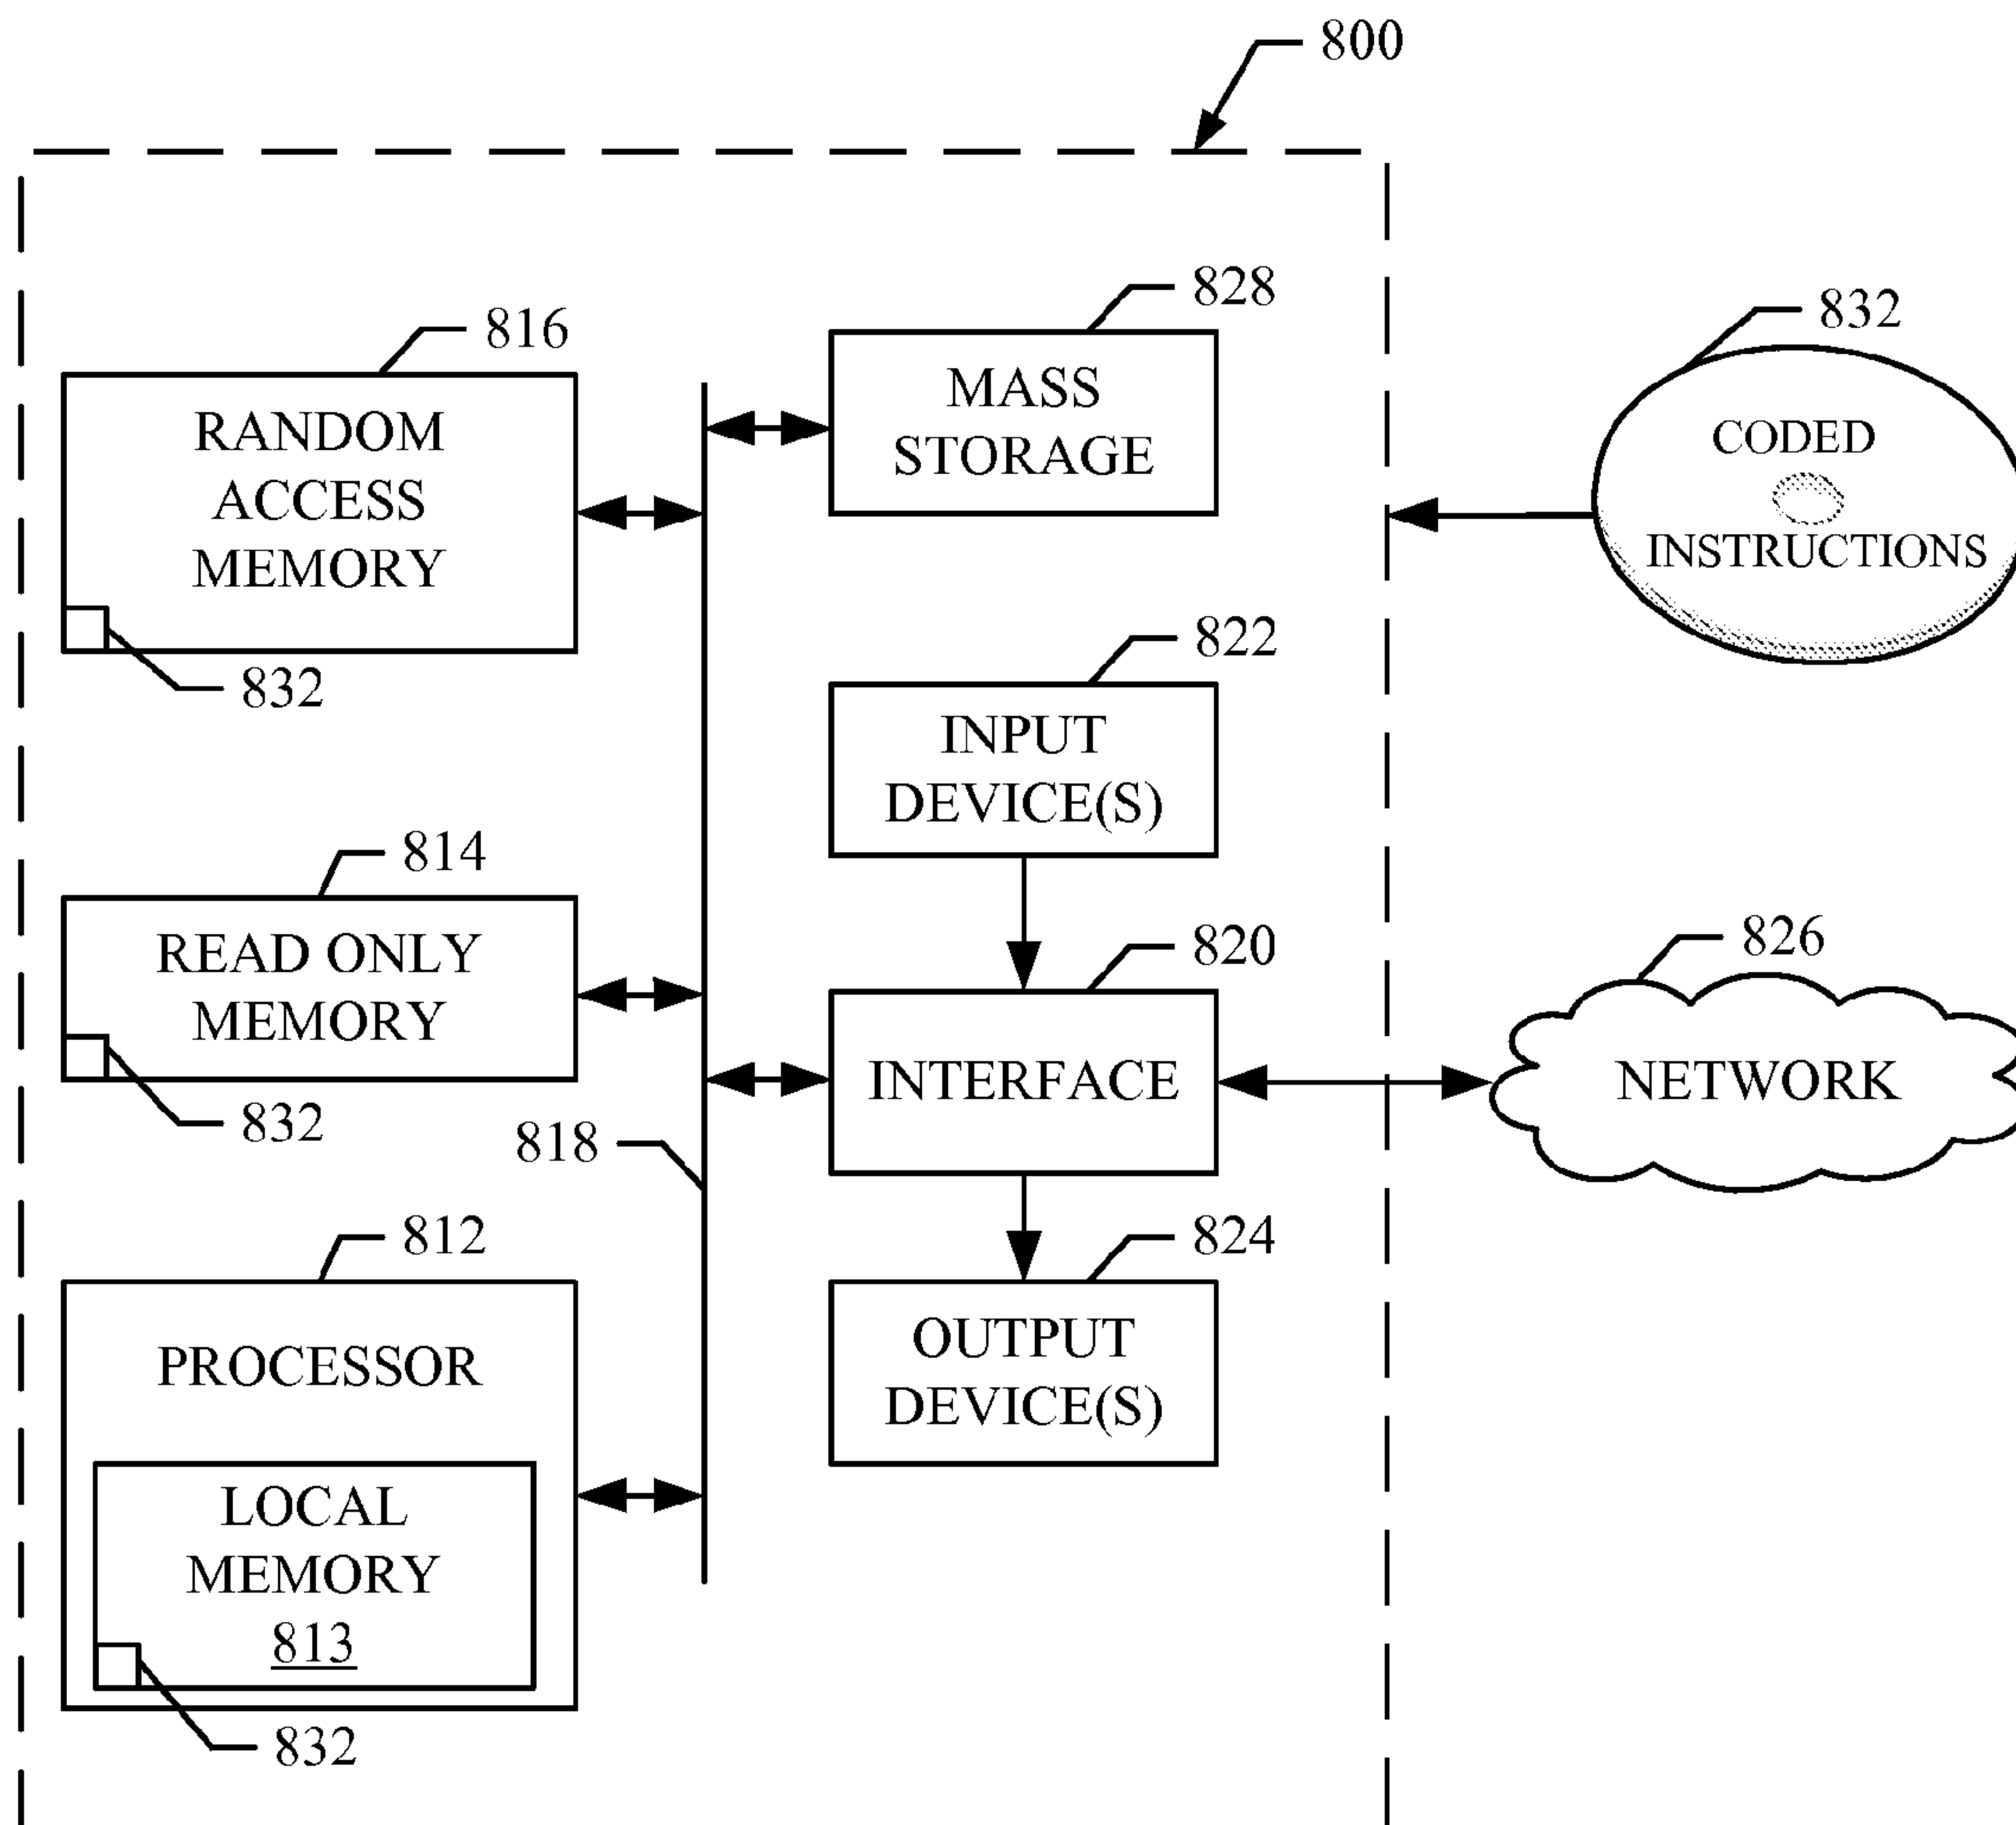 800
828
832
816
MASS
STORAGE
RANDOM
ACCESS
MEMORY
CODED
INSTRUCTIONS
832
822
INPUT
DEVICE(S)
814
READ ONLY
MEMORY
820
826
INTERFACE
NETWORK
832
818
812
824
PROCESSOR
OUTPUT
DEVICE(S)
LOCAL
MEMORY
813
832